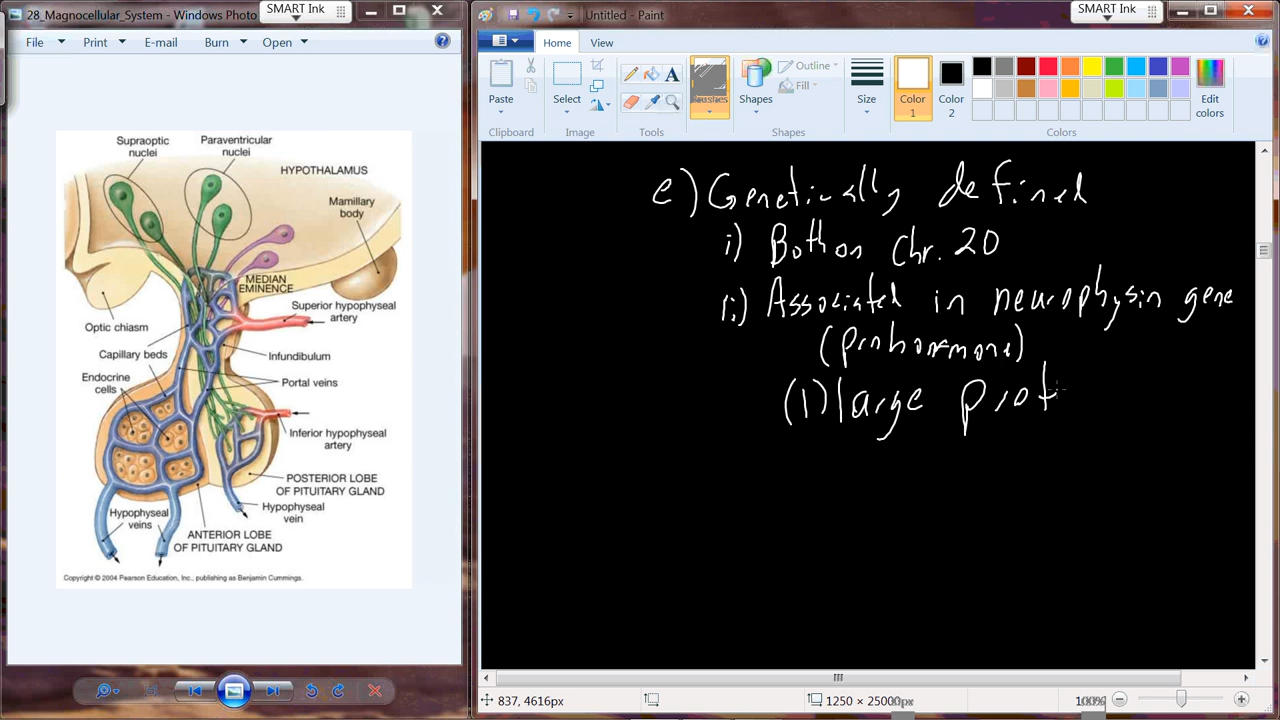 28_Magnocellular_System - Windows Photo
SMART Ink
File Print E-mail Burn Open
Supraoptic
nuclei
Paraventricular
nuclei
HYPOTHALAMUS
Mamillary
body
MEDIAN
EMINENCE
Superior hypophyseal
artery
Optic chiasm
Capillary beds
Infundibulum
Endocrine
cells
Portal veins
Inferior hypophyseal
artery
POSTERIOR LOBE
OF PITUITARY GLAND
Hypophyseal
vein
Hypophyseal
veins
ANTERIOR LOBE
OF PITUITARY GLAND
Copyright © 2004 Pearson Education, Inc., publishing as Benjamin Cummings.
Untitled - Paint
SMART Ink
Home View
Paste
Select
A
Brushes
Shapes
Outline
Fill
Size
Color
1
Color
2
Edit
colors
Clipboard Image Tools Shapes Colors
e) Genetically defined
i) Both on Chr. 20
ii) Associated in neurophysin gene
(prohormone)
(1) large prot
837, 4616px
1250 × 25000px
100%